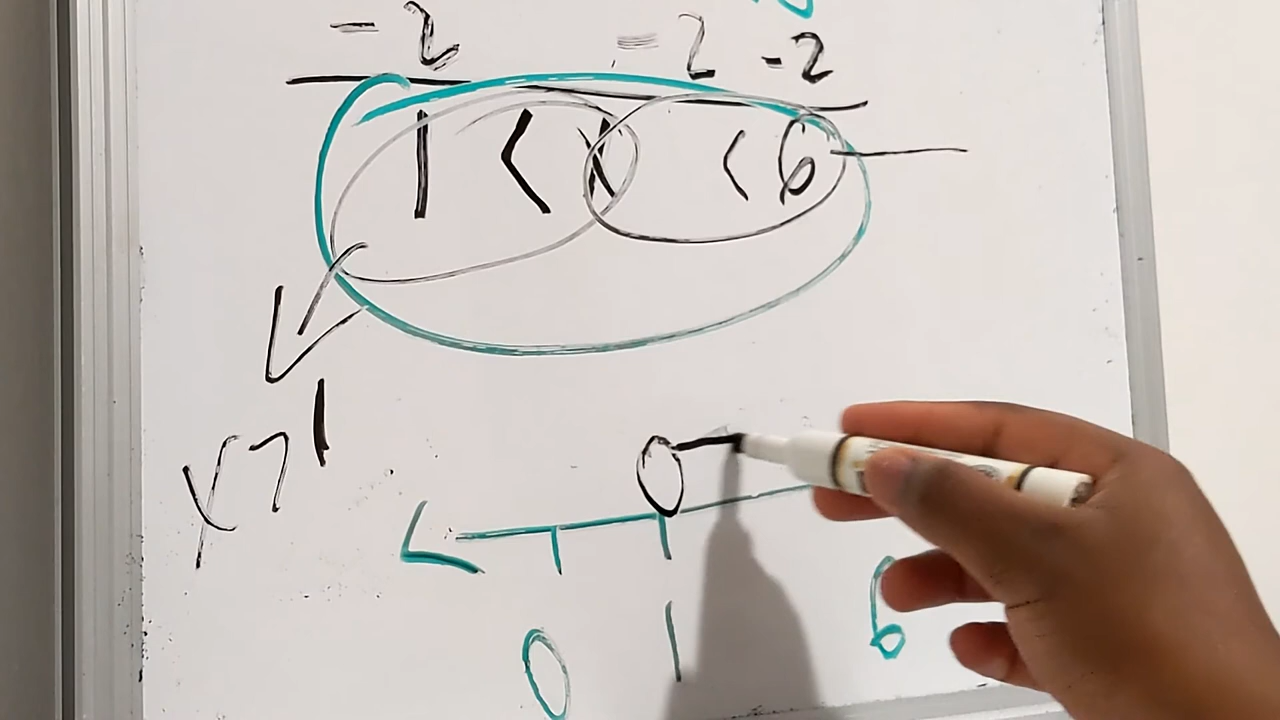 - 2 = 2 - 2
1 < x < 6
x > 1
0 1 6